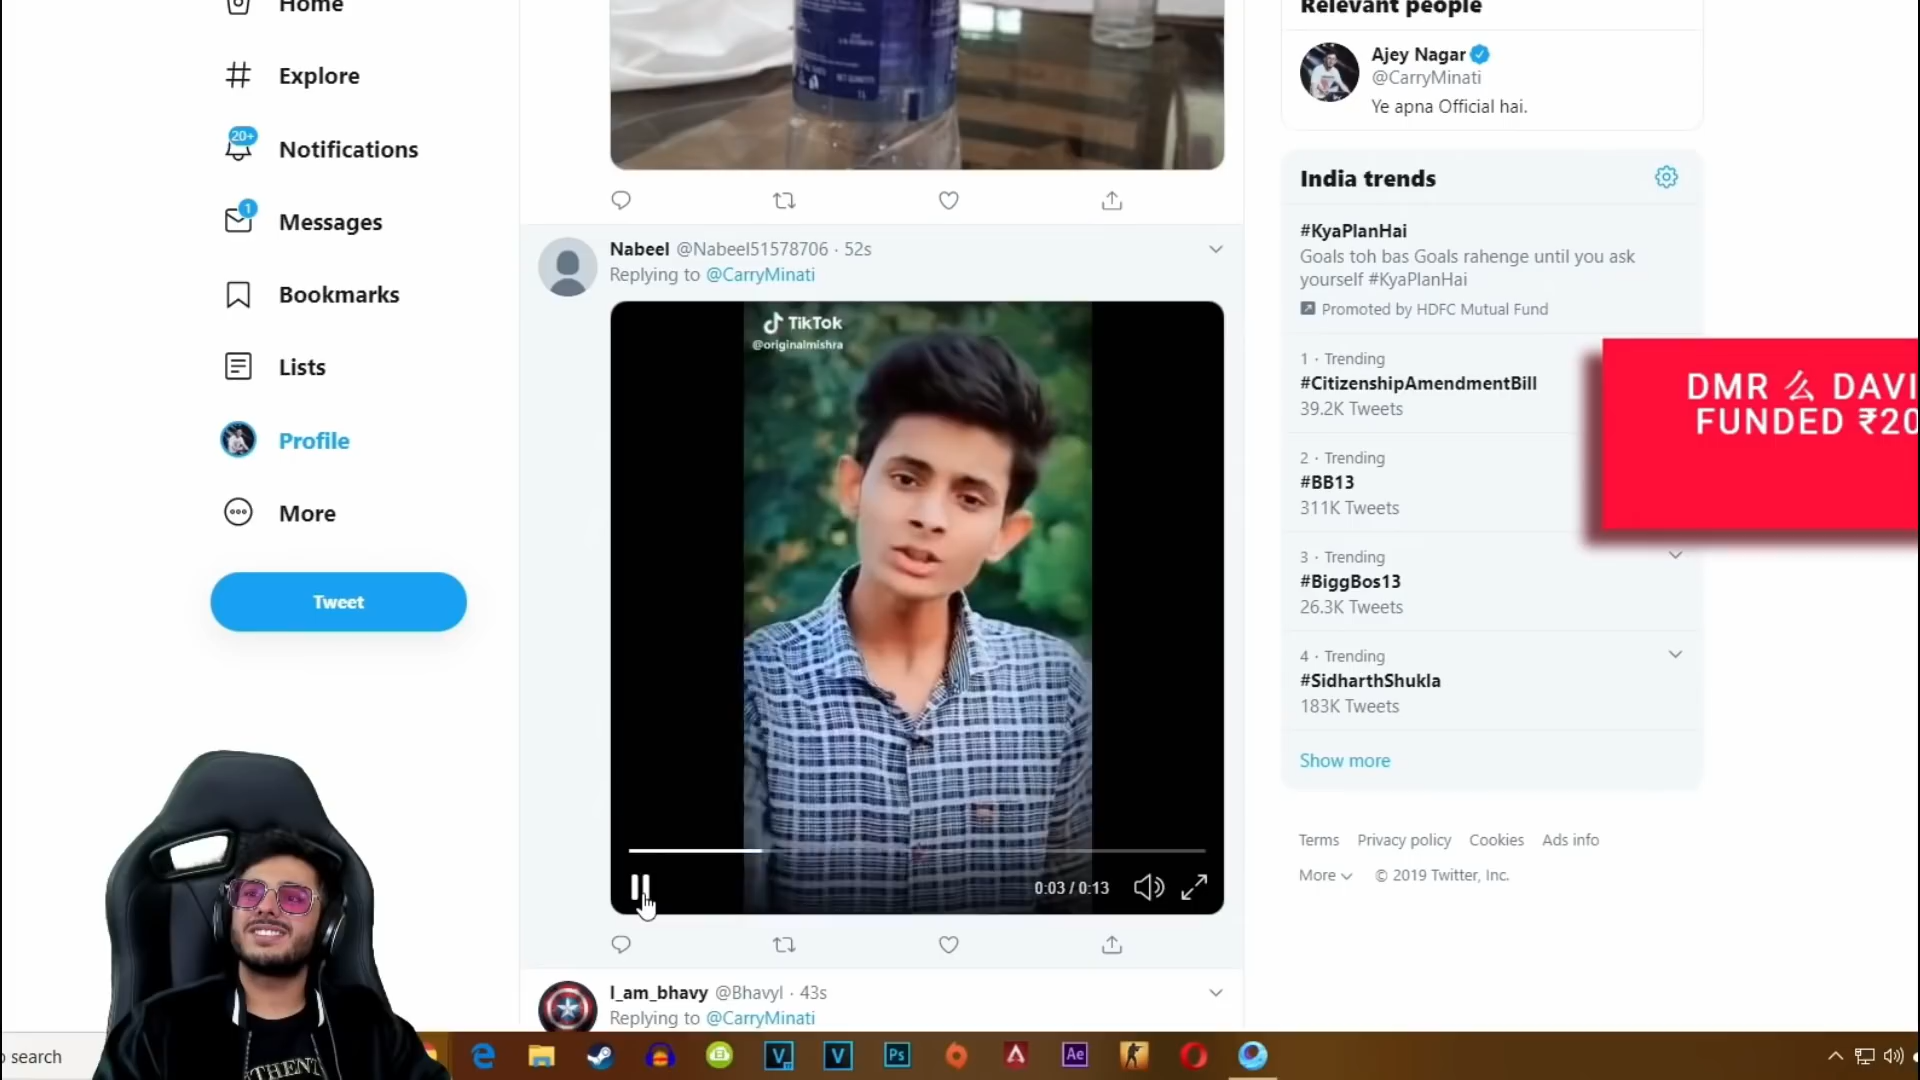 Home
Explore
20+
Notifications
1
Messages
Bookmarks
Lists
Profile
More
Tweet
Nabeel @Nabeel51578706 · 52s
Replying to @CarryMinati
TikTok
@originalmishra
0:03 / 0:13
I_am_bhavy @Bhavyl · 43s
Replying to @CarryMinati
Relevant people
Ajey Nagar
@CarryMinati
Ye apna Official hai.
India trends
#KyaPlanHai
Goals toh bas Goals rahenge until you ask
yourself #KyaPlanHai
Promoted by HDFC Mutual Fund
1 · Trending
#CitizenshipAmendmentBill
39.2K Tweets
2 · Trending
#BB13
311K Tweets
3 · Trending
#BiggBos13
26.3K Tweets
4 · Trending
#SidharthShukla
183K Tweets
Show more
Terms Privacy policy Cookies Ads info
More © 2019 Twitter, Inc.
DMR 么 DAVI
FUNDED ₹20
THENT
search
Ps
Ae